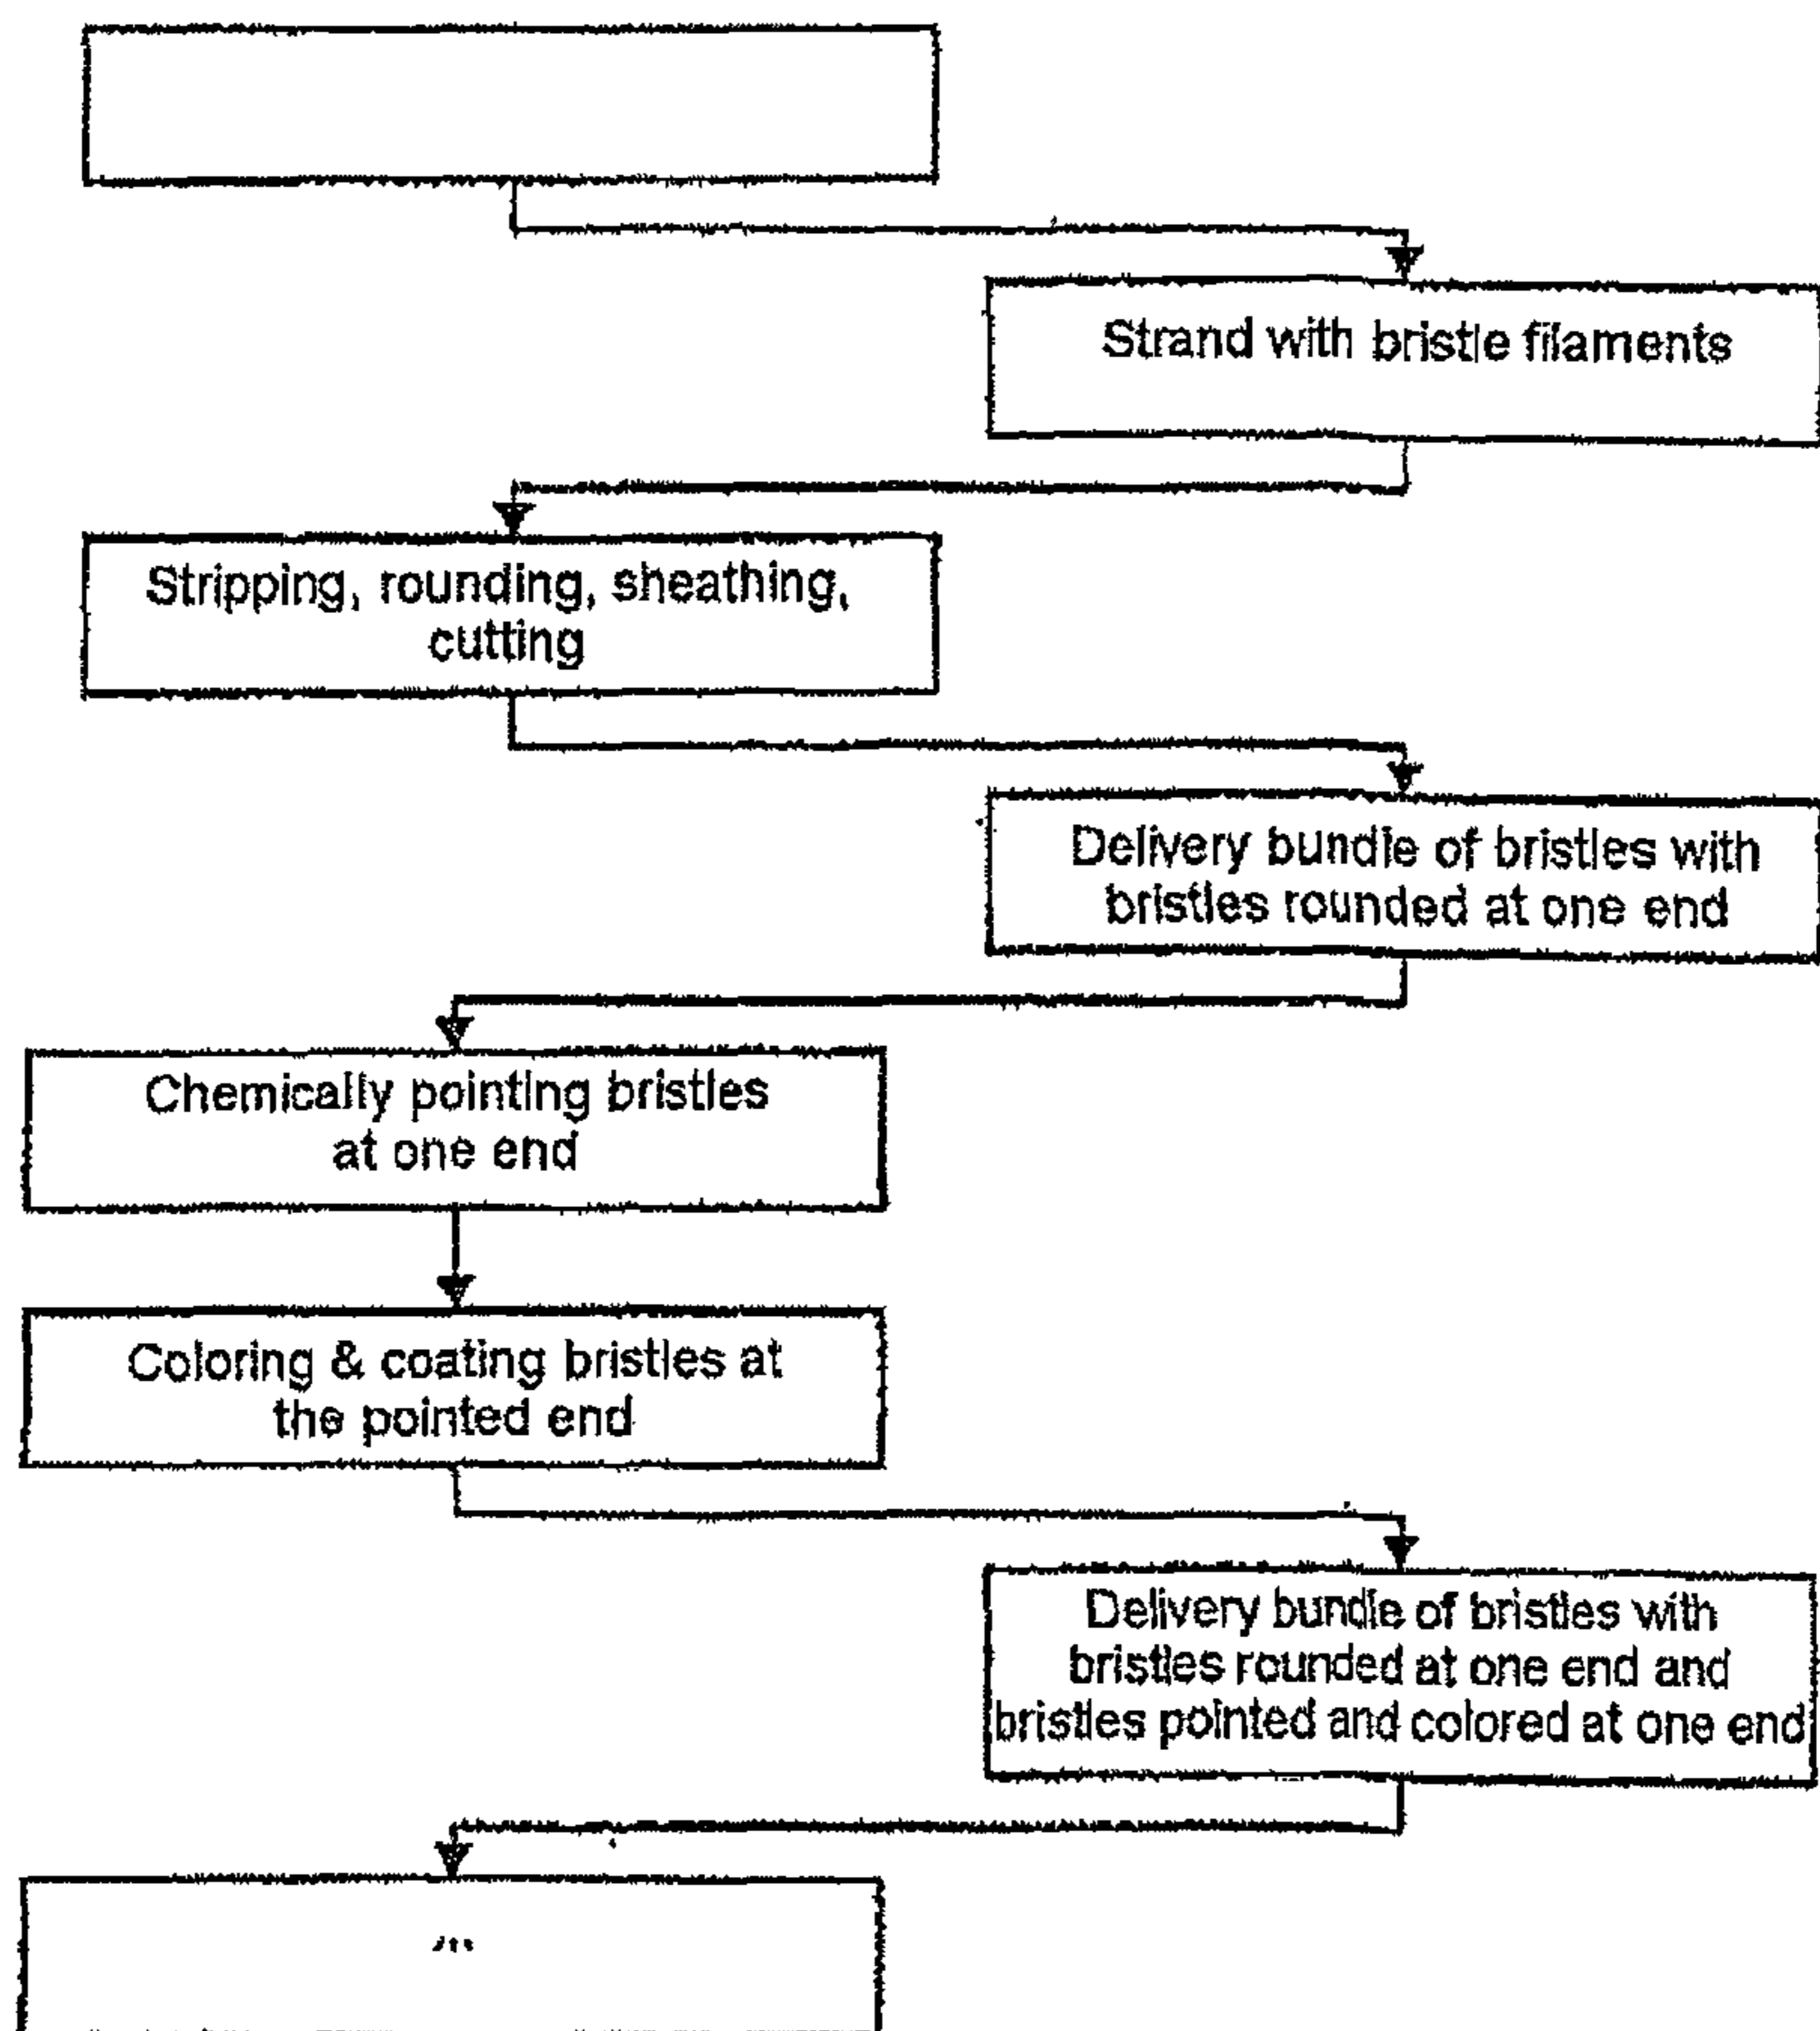 Strand with bristle filaments
Stripping, rounding, sheathing,
cutting
Delivery bundle of bristles with
bristles rounded at one end
Chemically pointing bristles
at one end
Coloring & coating bristles at
the pointed end
Delivery bundle of bristles with
bristles rounded at one end and
bristles pointed and colored at one end
...